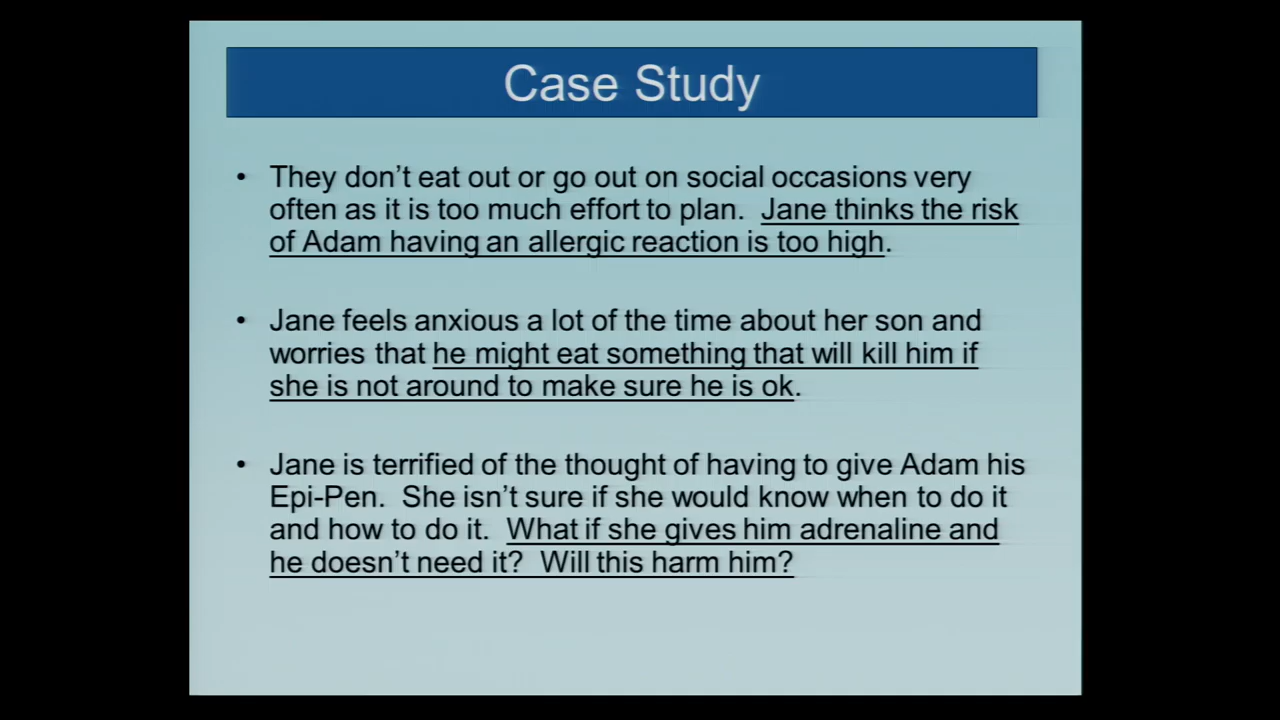 Case Study
• They don't eat out or go out on social occasions very
often as it is too much effort to plan. Jane thinks the risk
of Adam having an allergic reaction is too high.
• Jane feels anxious a lot of the time about her son and
worries that he might eat something that will kill him if
she is not around to make sure he is ok.
• Jane is terrified of the thought of having to give Adam his
Epi-Pen. She isn't sure if she would know when to do it
and how to do it. What if she gives him adrenaline and
he doesn't need it? Will this harm him?